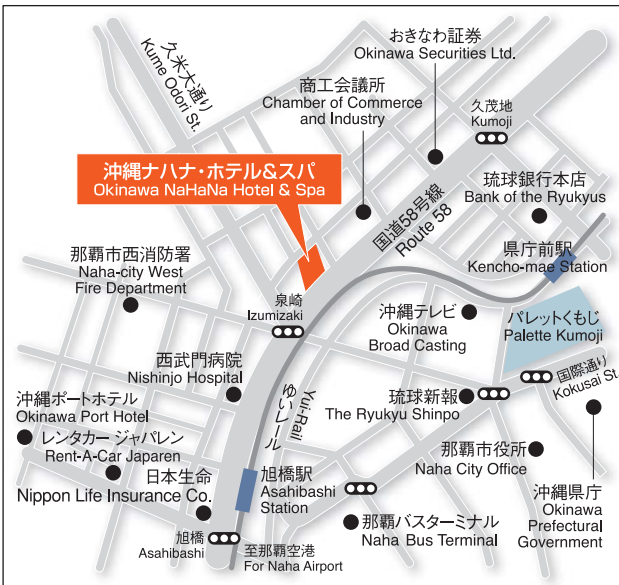 おきなわ証券
Okinawa Securities Ltd.
久米大通り
Kume Odori St.
商工会議所
Chamber of Commerce
and Industry
久茂地
Kumoji
沖縄ナハナ・ホテル&スパ
Okinawa NaHaNa Hotel & Spa
琉球銀行本店
Bank of the Ryukyus
国道58号線
Route 58
県庁前駅
Kencho-mae Station
那覇市西消防署
Naha-city West
Fire Department
泉崎
Izumizaki
沖縄テレビ
Okinawa
Broad Casting
パレットくもじ
Palette Kumoji
西武門病院
Nishinjo Hospital
国際通り
Kokusai St.
ゆいレール
Yui-Rail
琉球新報
The Ryukyu Shinpo
沖縄ポートホテル
Okinawa Port Hotel
レンタカー ジャパレン
Rent-A-Car Japaren
那覇市役所
Naha City Office
日本生命
Nippon Life Insurance Co.
旭橋駅
Asahibashi
Station
沖縄県庁
Okinawa
Prefectural
Government
那覇バスターミナル
Naha Bus Terminal
旭橋
Asahibashi
至那覇空港
For Naha Airport